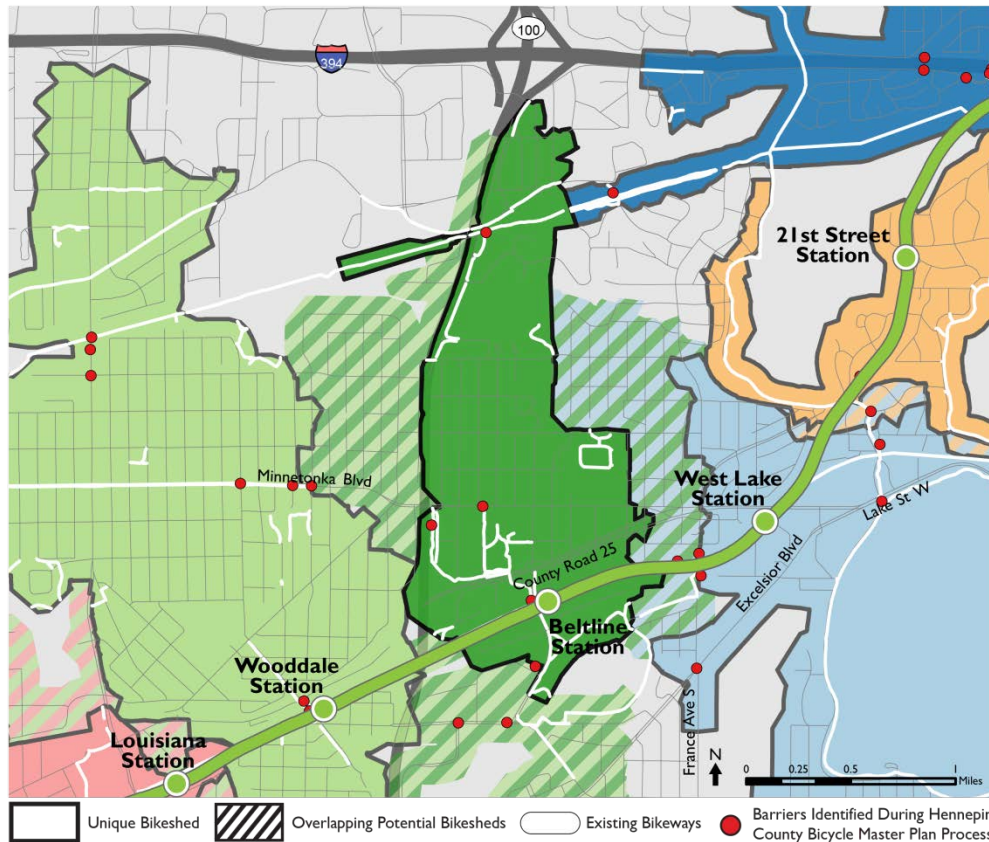 100
394
21st Street
Station
Minnetonka Blvd
West Lake
Station
Lake St W
Excelsior Blvd
County Road 25
Beltline
Station
Wooddale
Station
France Ave S
Louisiana
Station
N
0 0.25 0.5 1
Miles
Unique Bikeshed
Overlapping Potential Bikesheds
Existing Bikeways
Barriers Identified During Hennepin
County Bicycle Master Plan Process